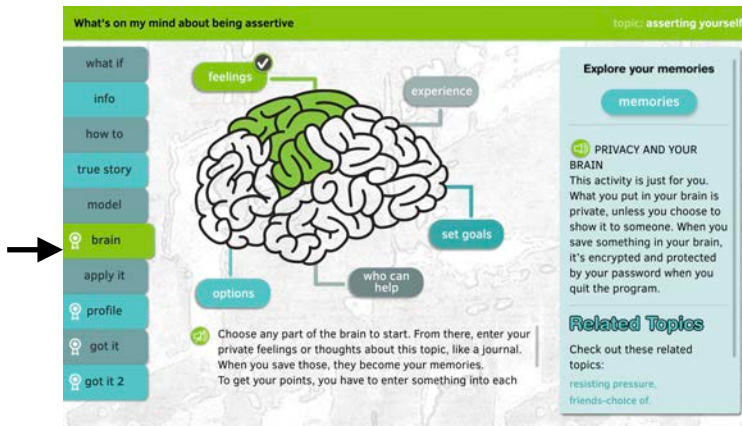 What's on my mind about being assertive
topic: asserting yourself
what if
info
how to
true story
model
brain
apply it
profile
got it
got it 2
feelings
experience
set goals
who can
help
options
Choose any part of the brain to start. From there, enter your
private feelings or thoughts about this topic, like a journal.
When you save those, they become your memories.
To get your points, you have to enter something into each
Explore your memories
memories
PRIVACY AND YOUR
BRAIN
This activity is just for you.
What you put in your brain is
private, unless you choose to
show it to someone. When you
save something in your brain,
it's encrypted and protected
by your password when you
quit the program.
Related Topics
Check out these related
topics:
resisting pressure,
friends-choice of.